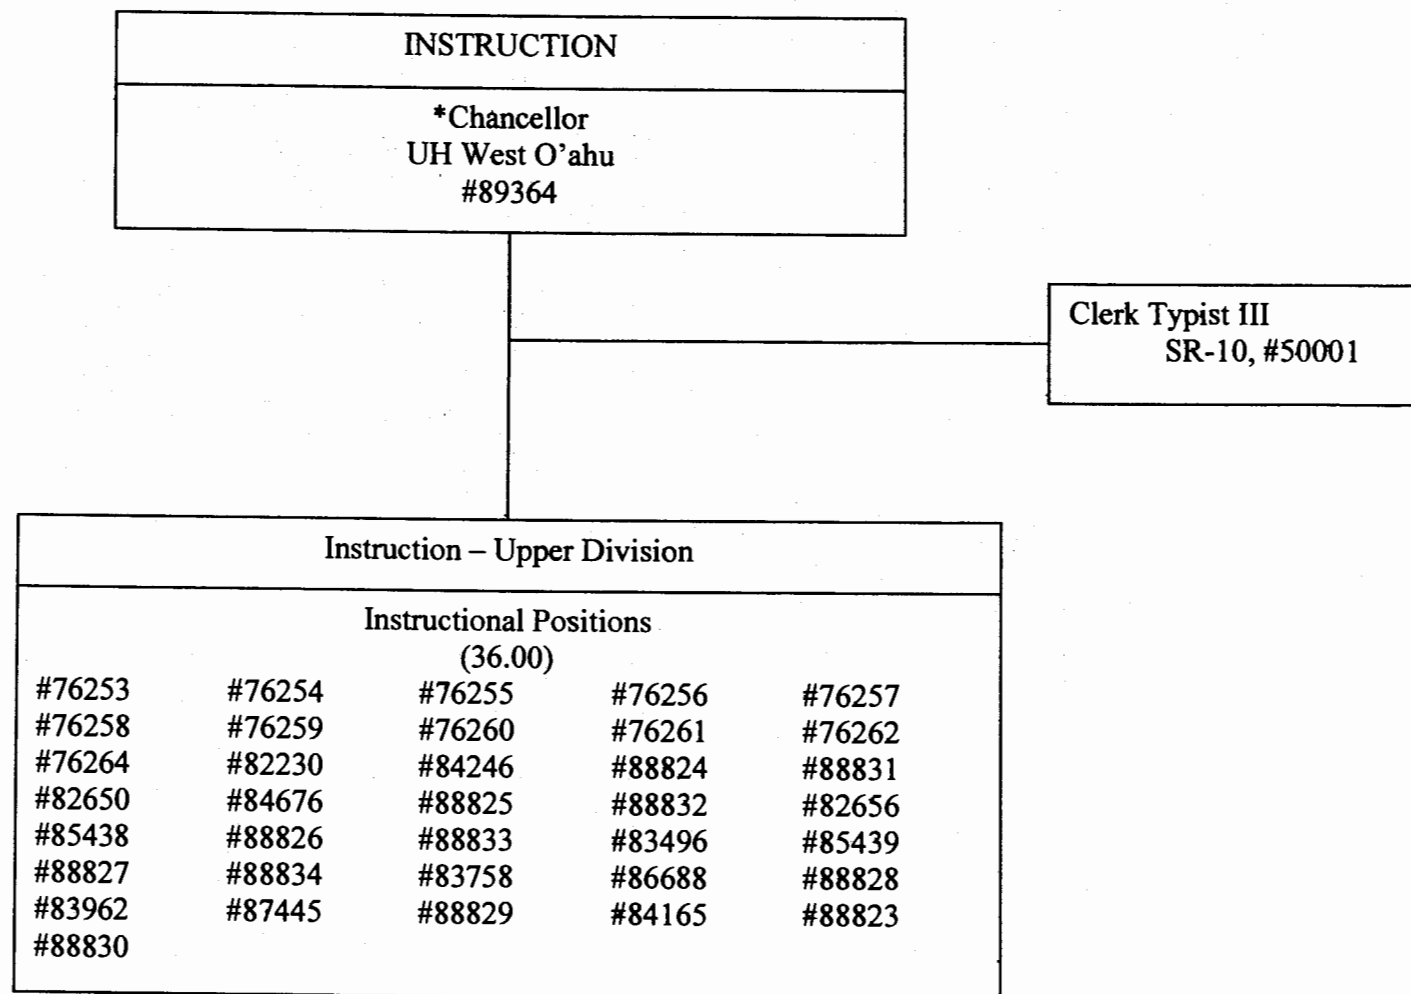 INSTRUCTION
*Chancellor
UH West O’ahu
#89364
Clerk Typist III
SR-10, #50001
Instruction – Upper Division
Instructional Positions
(36.00)
#76253 #76254 #76255 #76256 #76257
#76258 #76259 #76260 #76261 #76262
#76264 #82230 #84246 #88824 #88831
#82650 #84676 #88825 #88832 #82656
#85438 #88826 #88833 #83496 #85439
#88827 #88834 #83758 #86688 #88828
#83962 #87445 #88829 #84165 #88823
#88830